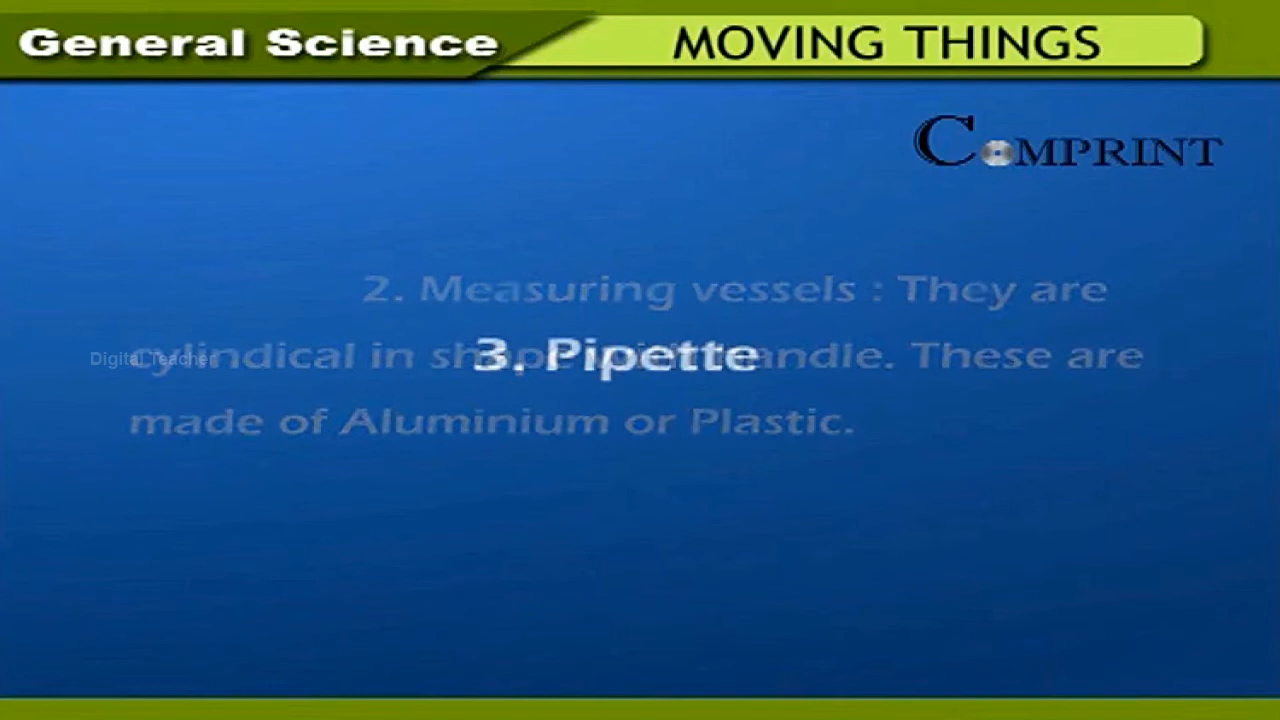 General Science
MOVING THINGS
COMPRINT
2. Measuring vessels : They are
cylindical in shape with handle. These are
3. Pipette
Digital Teacher
made of Aluminium or Plastic.